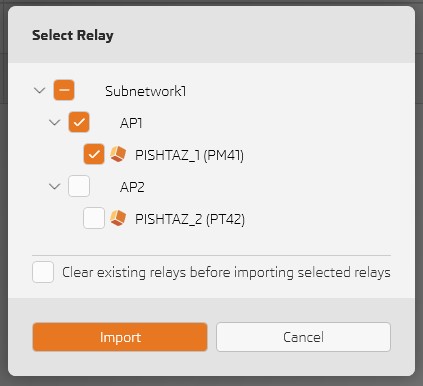 Select Relay
Subnetwork1
AP1
PISHTAZ_1 (PM41)
AP2
PISHTAZ_2 (PT42)
Clear existing relays before importing selected relays
Import
Cancel